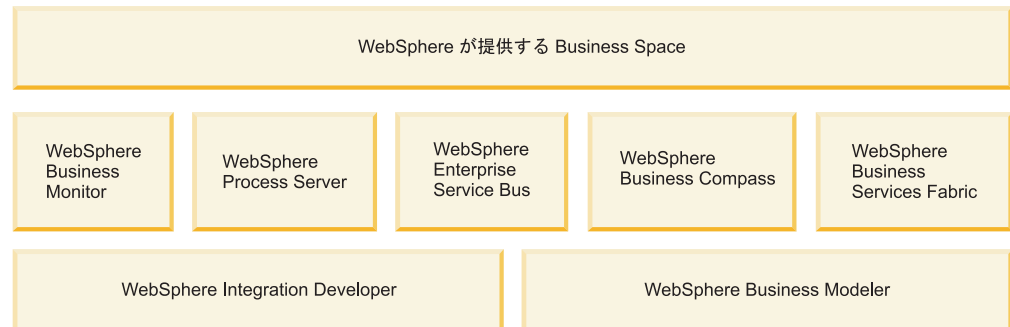 WebSphere が提供する Business Space
WebSphere
Business
Monitor
WebSphere
Process Server
WebSphere
Enterprise
Service Bus
WebSphere
Business Compass
WebSphere
Business
Services Fabric
WebSphere Integration Developer
WebSphere Business Modeler